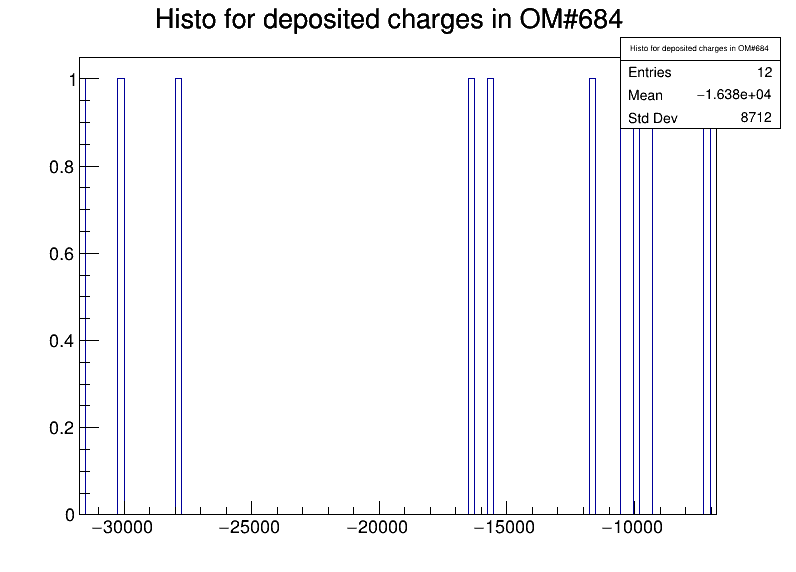 Histo for deposited charges in OM#684
Histo for deposited charges in OM#684
Entries 12
Mean −1.638e+04
Std Dev 8712
1
0.8
0.6
0.4
0.2
0
−30000 −25000 −20000 −15000 −10000